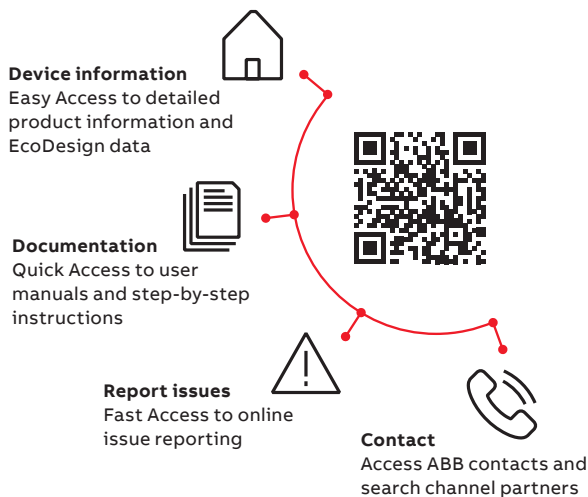 Device information
Easy Access to detailed
product information and
EcoDesign data
Documentation
Quick Access to user
manuals and step-by-step
instructions
Report issues
Fast Access to online
issue reporting
Contact
Access ABB contacts and
search channel partners